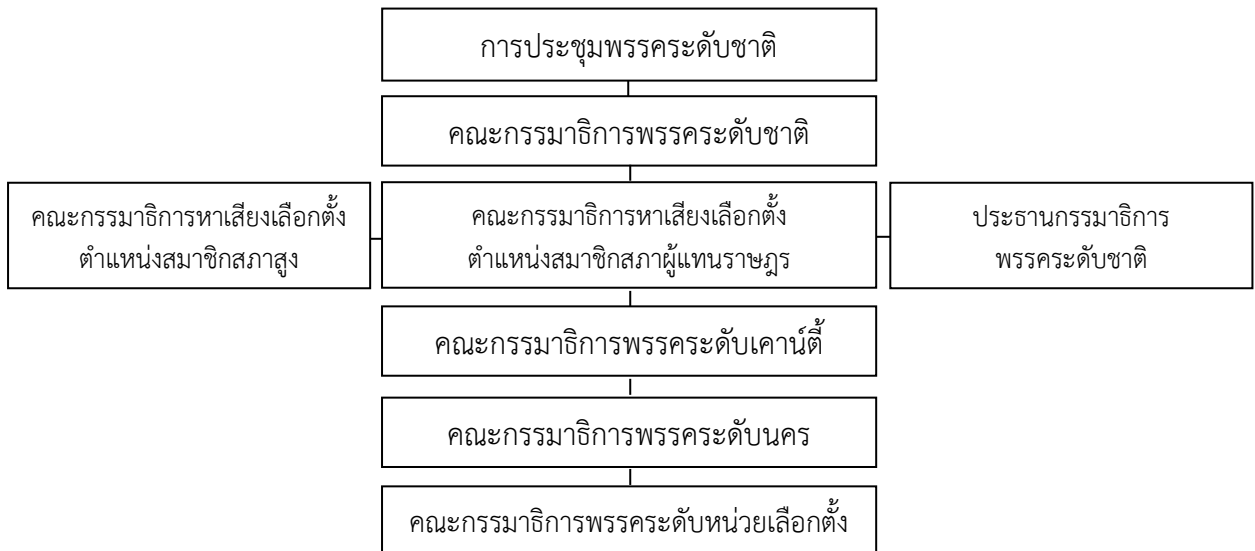 การประชุมพรรคระดับชาติ
คณะกรรมาธิการพรรคระดับชาติ
คณะกรรมาธิการหาเสียงเลือกตั้ง
ตำแหน่งสมาชิกสภาสูง
คณะกรรมาธิการหาเสียงเลือกตั้ง
ตำแหน่งสมาชิกสภาผู้แทนราษฎร
ประธานกรรมาธิการ
พรรคระดับชาติ
คณะกรรมาธิการพรรคระดับเคาน์ตี้
คณะกรรมาธิการพรรคระดับนคร
คณะกรรมาธิการพรรคระดับหน่วยเลือกตั้ง